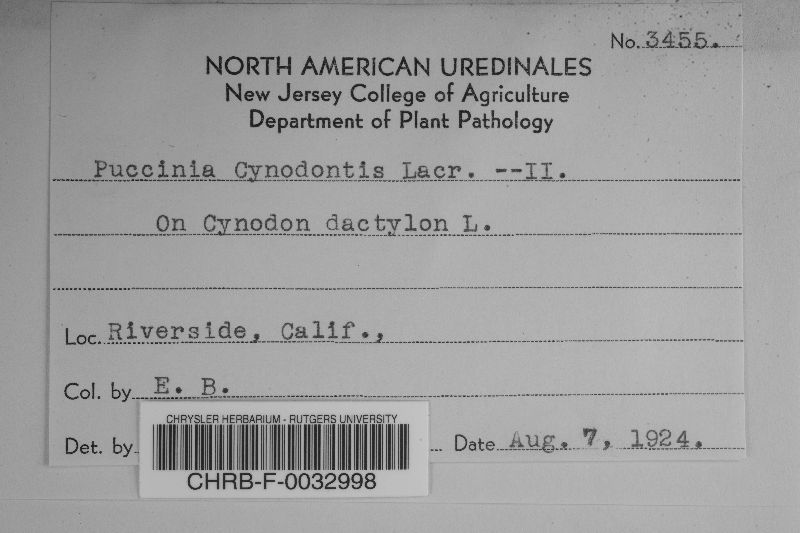 No. 3455.
NORTH AMERICAN UREDINALES
New Jersey College of Agriculture
Department of Plant Pathology
Puccinia Cynodontis Lacr. --II.
On Cynodon dactylon L.
Loc. Riverside, Calif.,
Col. by E. B.
Det. by
Date Aug. 7, 1924.
CHRYSLER HERBARIUM - RUTGERS UNIVERSITY
CHRB-F-0032998